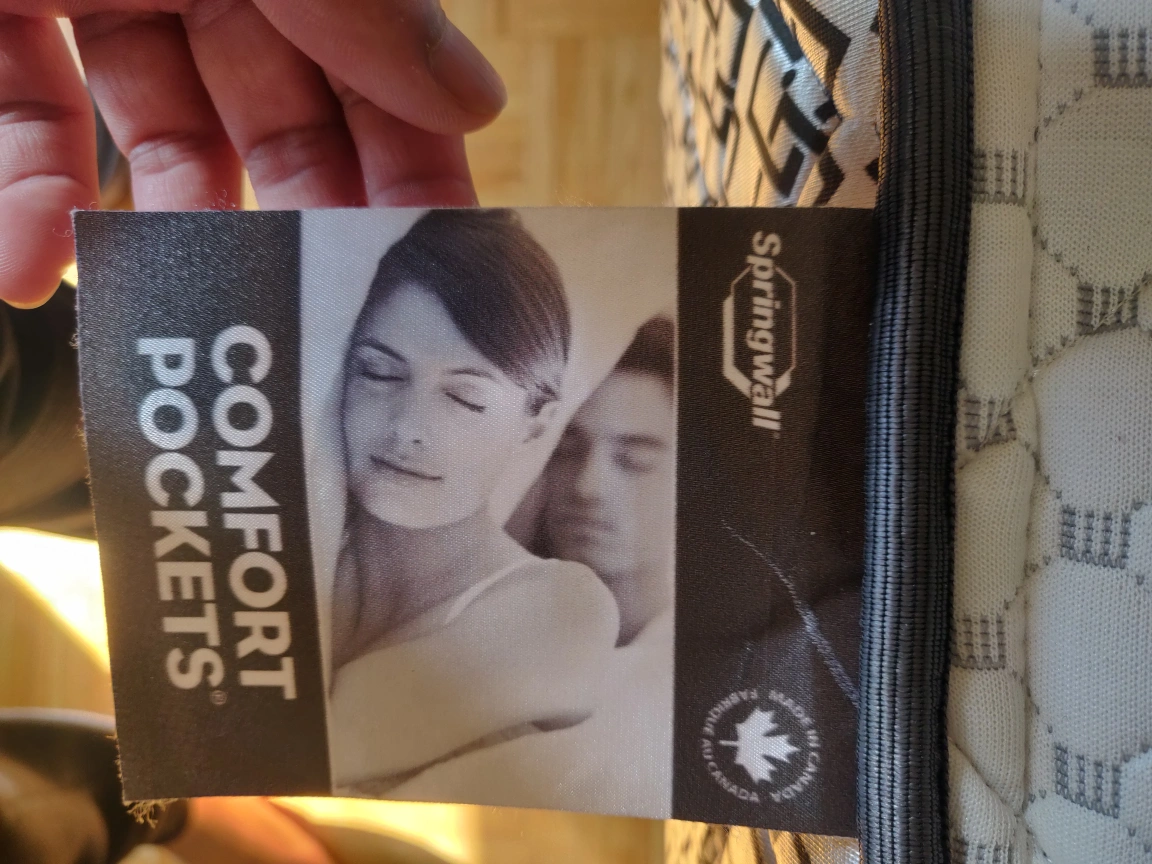 Springwall
MADE IN CANADA
FABRIQUÉ AU CANADA
COMFORT
POCKETS®